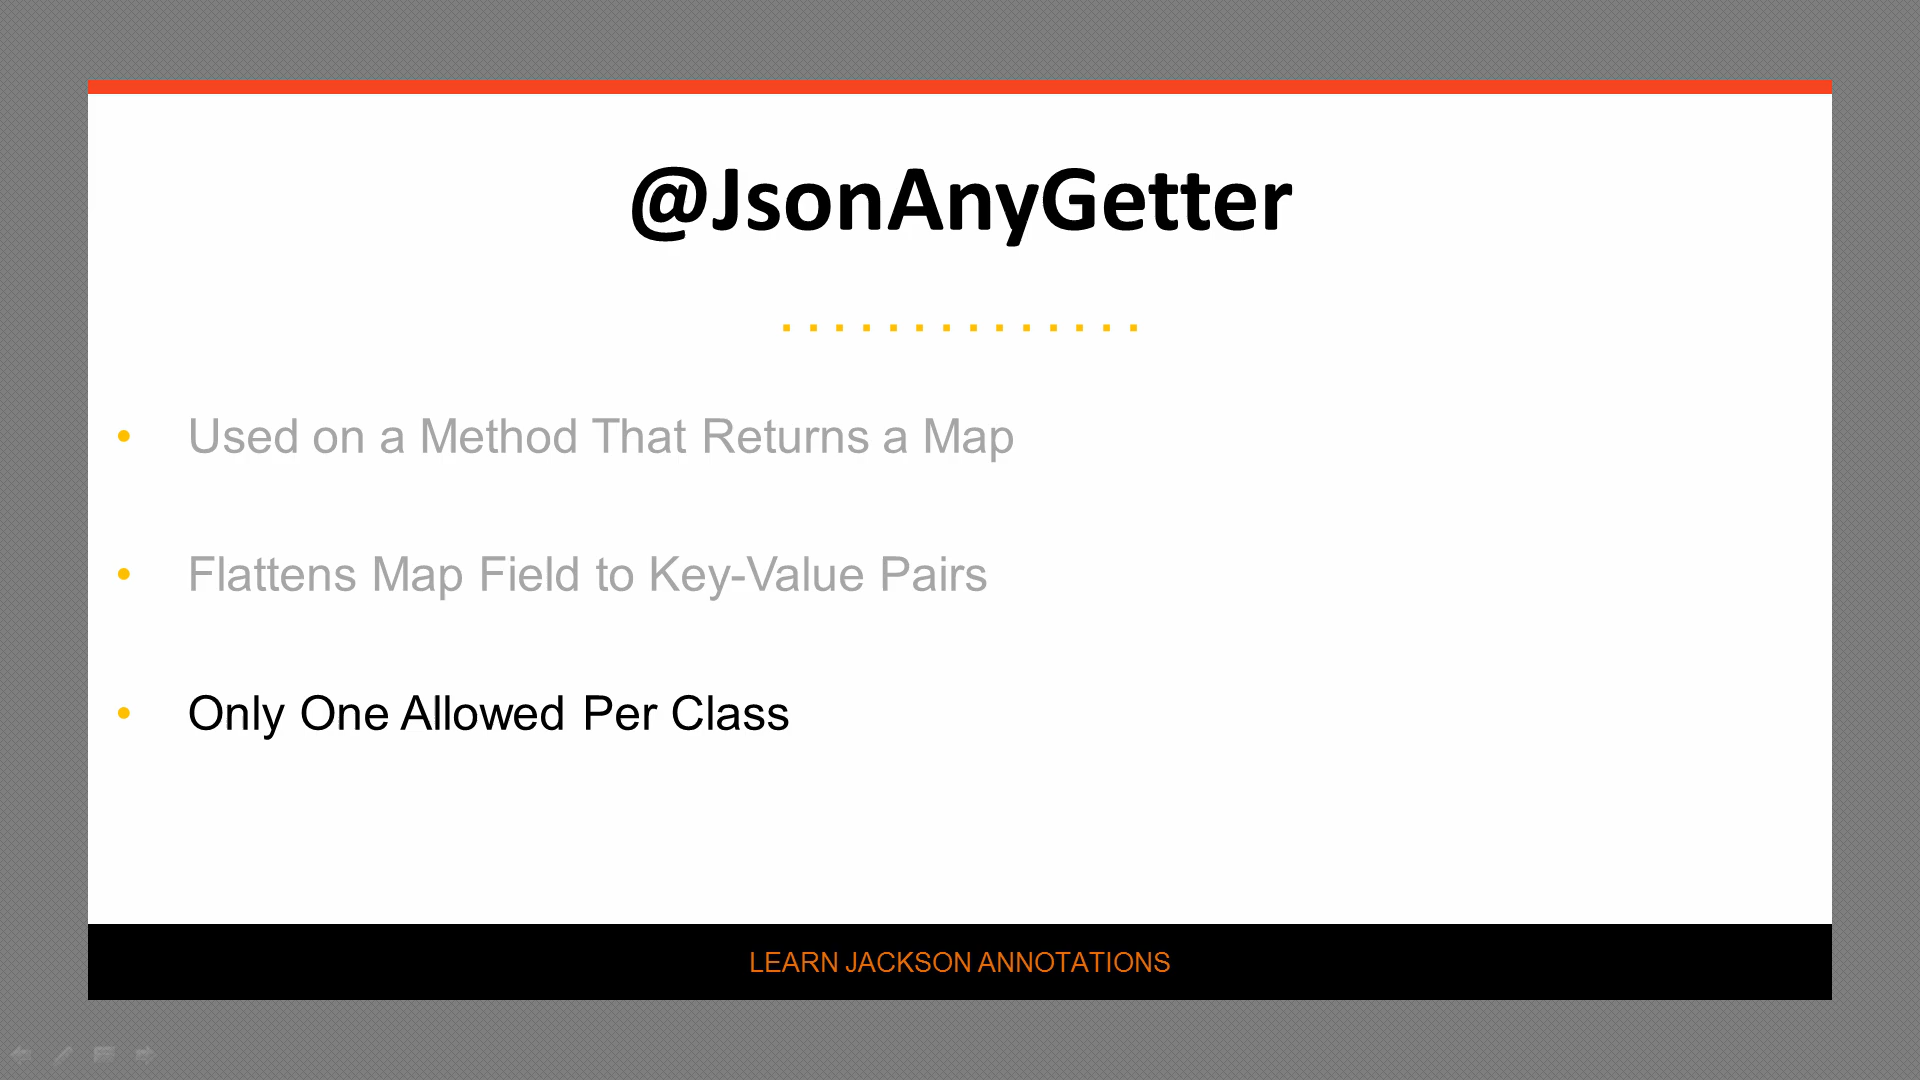 @JsonAnyGetter
• Used on a Method That Returns a Map
• Flattens Map Field to Key-Value Pairs
• Only One Allowed Per Class
LEARN JACKSON ANNOTATIONS